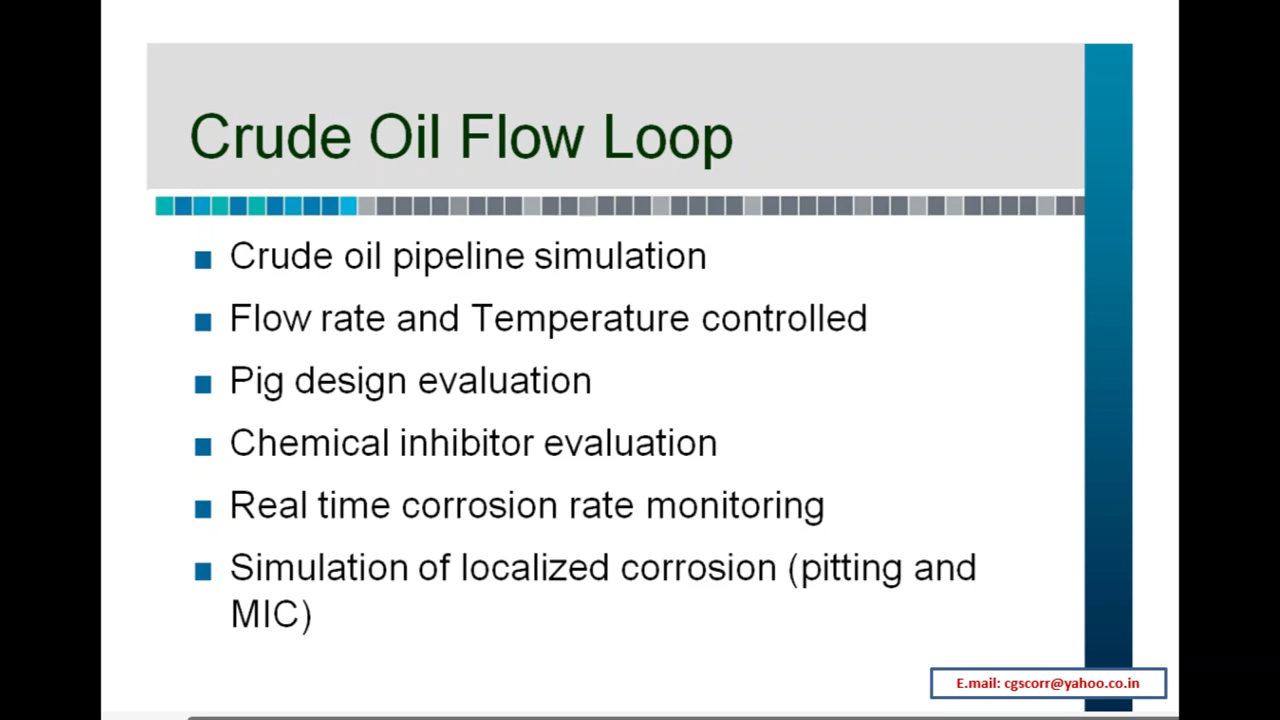 Crude Oil Flow Loop
Crude oil pipeline simulation
Flow rate and Temperature controlled
Pig design evaluation
Chemical inhibitor evaluation
Real time corrosion rate monitoring
Simulation of localized corrosion (pitting and
MIC)
E.mail: cgscorr@yahoo.co.in